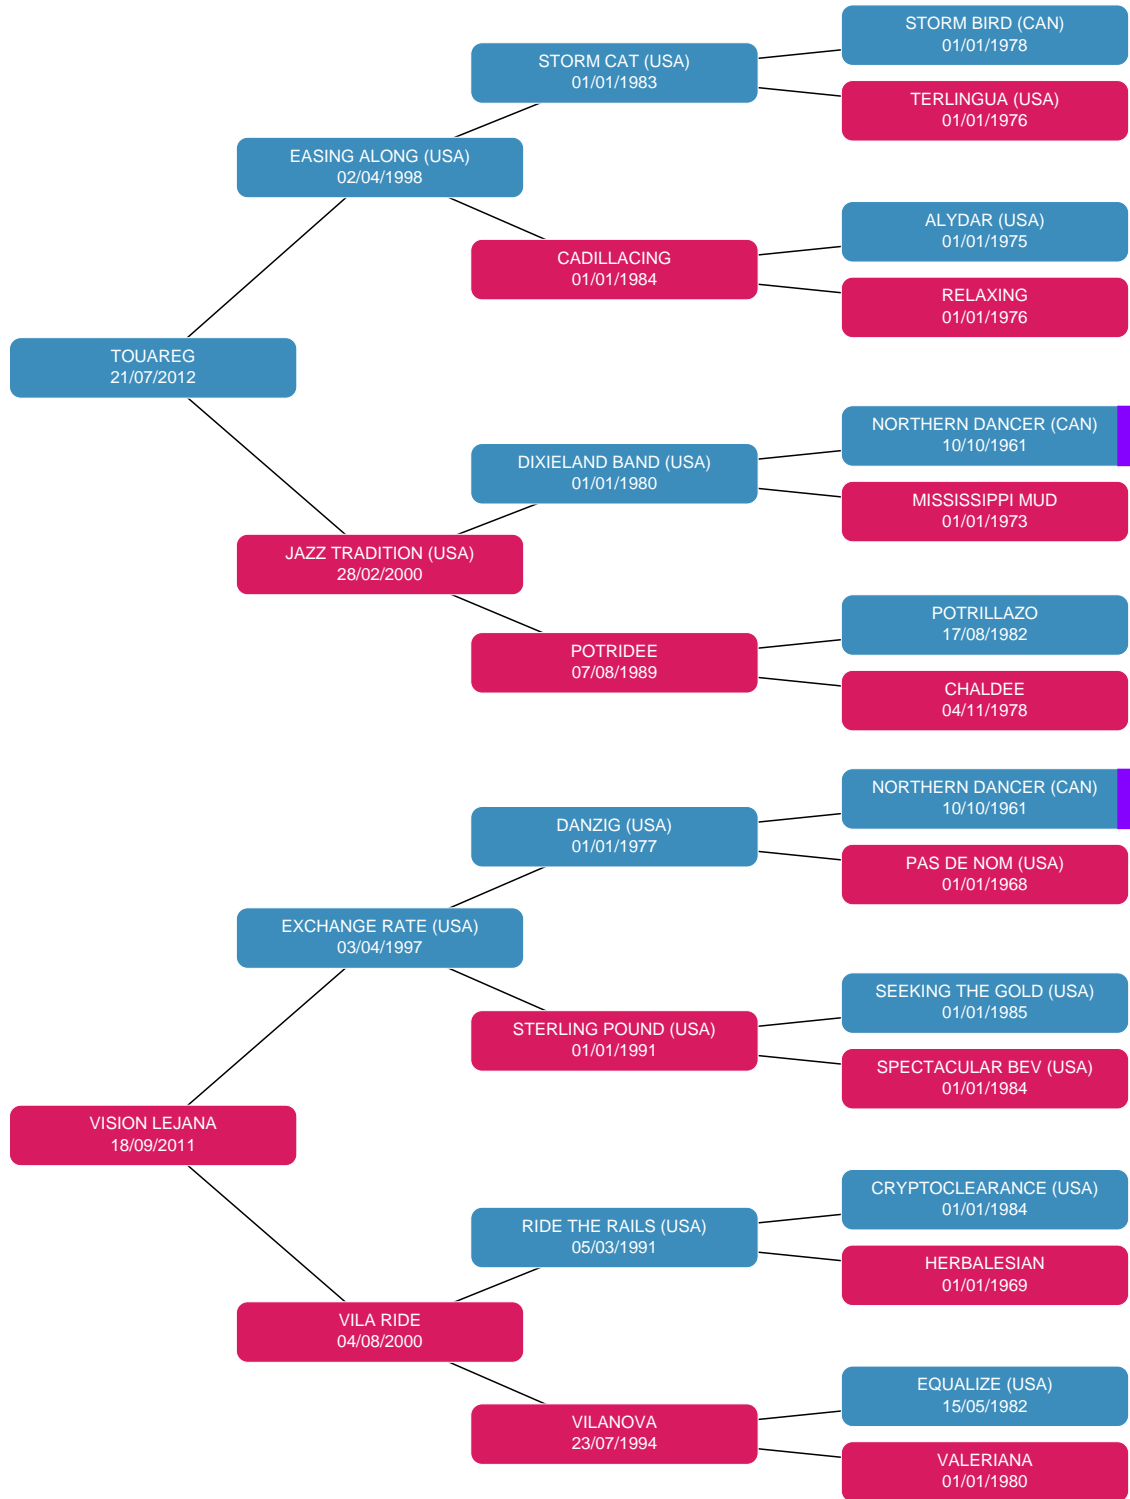 STORM BIRD (CAN)
01/01/1978
STORM CAT (USA)
01/01/1983
TERLINGUA (USA)
01/01/1976
EASING ALONG (USA)
02/04/1998
ALYDAR (USA)
01/01/1975
CADILLACING
01/01/1984
RELAXING
01/01/1976
TOUAREG
21/07/2012
NORTHERN DANCER (CAN)
10/10/1961
DIXIELAND BAND (USA)
01/01/1980
MISSISSIPPI MUD
01/01/1973
JAZZ TRADITION (USA)
28/02/2000
POTRILLAZO
17/08/1982
POTRIDEE
07/08/1989
CHALDEE
04/11/1978
NORTHERN DANCER (CAN)
10/10/1961
DANZIG (USA)
01/01/1977
PAS DE NOM (USA)
01/01/1968
EXCHANGE RATE (USA)
03/04/1997
SEEKING THE GOLD (USA)
01/01/1985
STERLING POUND (USA)
01/01/1991
SPECTACULAR BEV (USA)
01/01/1984
VISION LEJANA
18/09/2011
CRYPTOCLEARANCE (USA)
01/01/1984
RIDE THE RAILS (USA)
05/03/1991
HERBALESIAN
01/01/1969
VILA RIDE
04/08/2000
EQUALIZE (USA)
15/05/1982
VILANOVA
23/07/1994
VALERIANA
01/01/1980